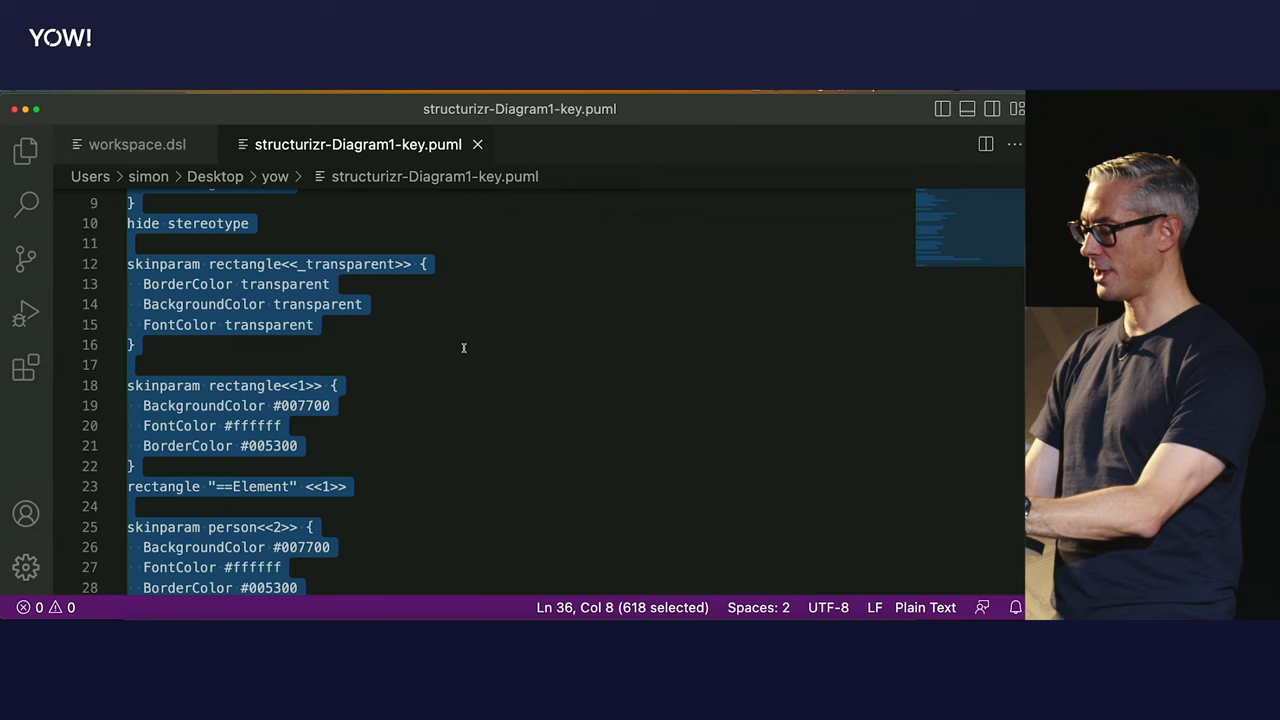 YOW!
structurizr-Diagram1-key.puml
workspace.dsl
structurizr-Diagram1-key.puml
Users > simon > Desktop > yow > structurizr-Diagram1-key.puml
9 }
10 hide stereotype
11
12 skinparam rectangle<<_transparent>> {
13 BorderColor transparent
14 BackgroundColor transparent
15 FontColor transparent
16 }
17
18 skinparam rectangle<<1>> {
19 BackgroundColor #007700
20 FontColor #ffffff
21 BorderColor #005300
22 }
23 rectangle "==Element" <<1>>
24
25 skinparam person<<2>> {
26 BackgroundColor #007700
27 FontColor #ffffff
28 BorderColor #005300
0 0 Ln 36, Col 8 (618 selected) Spaces: 2 UTF-8 LF Plain Text